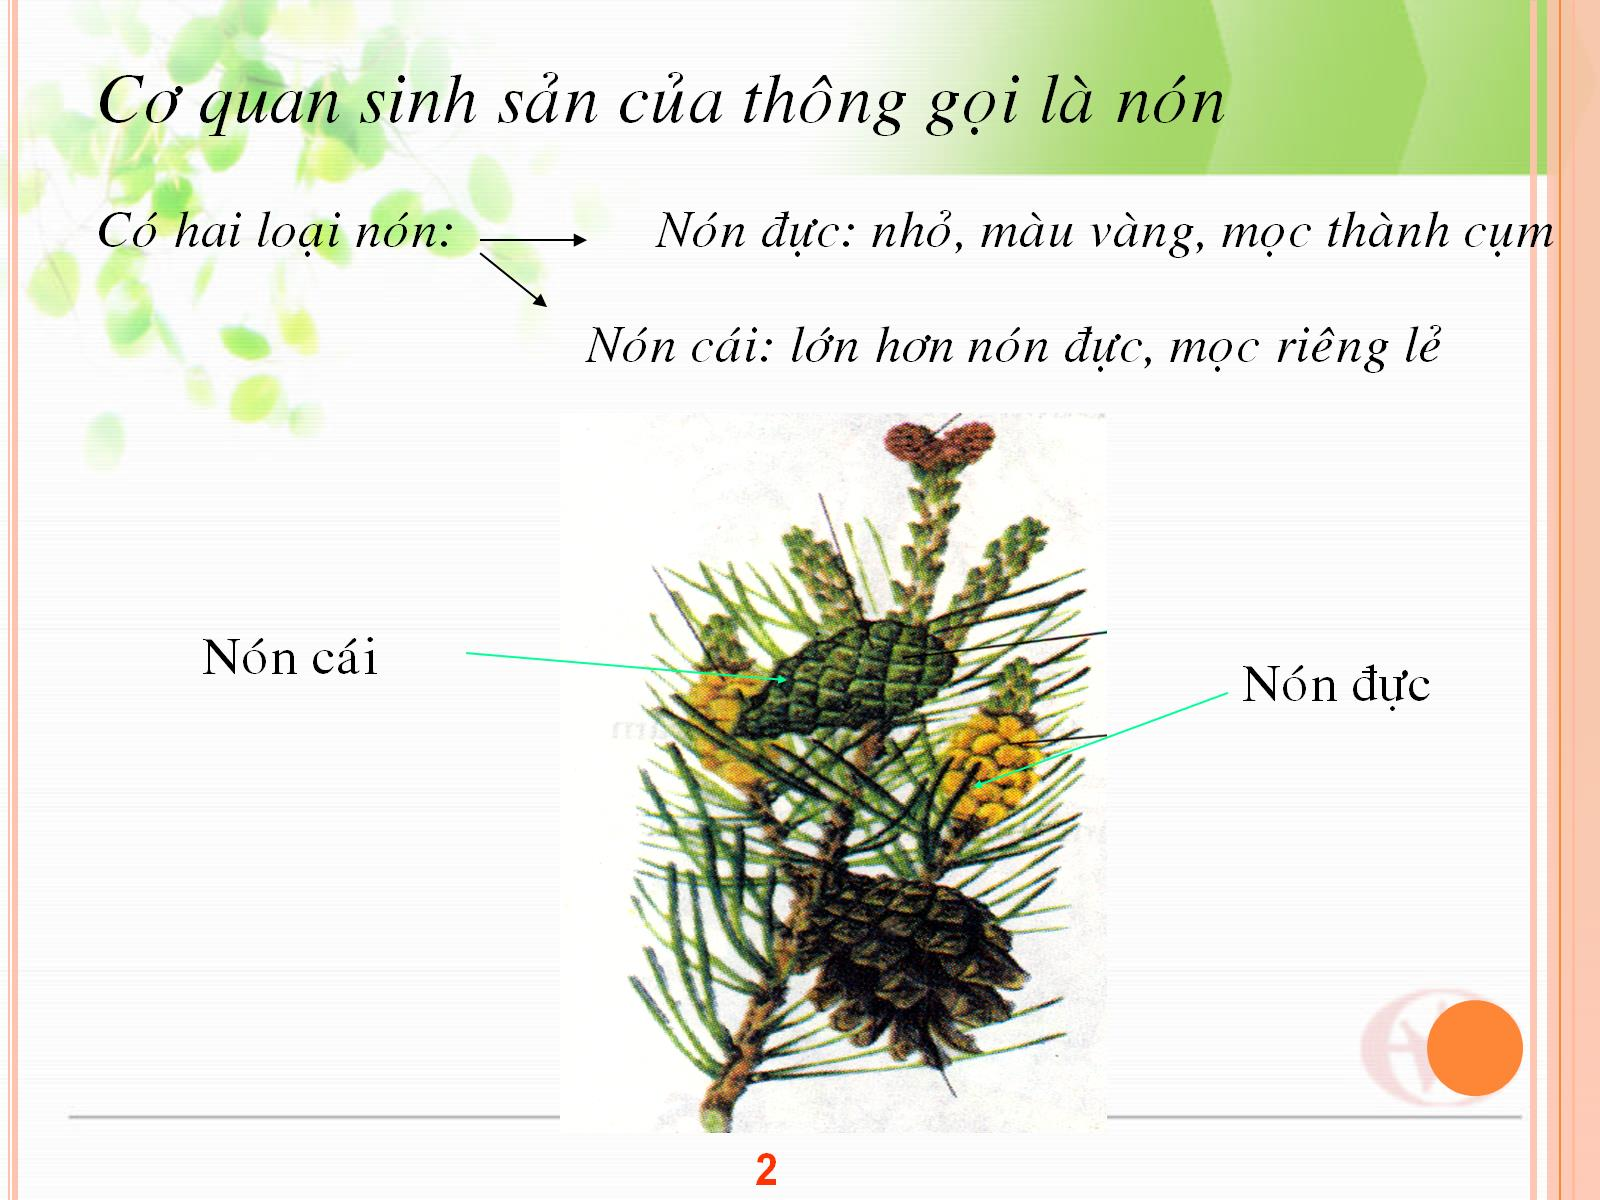 Cơ quan sinh sản của thông gọi là nón
Có hai loại nón: Nón đực: nhỏ, màu vàng, mọc thành cụm
Nón cái: lớn hơn nón đực, mọc riêng lẻ
Nón cái
Nón đực
2